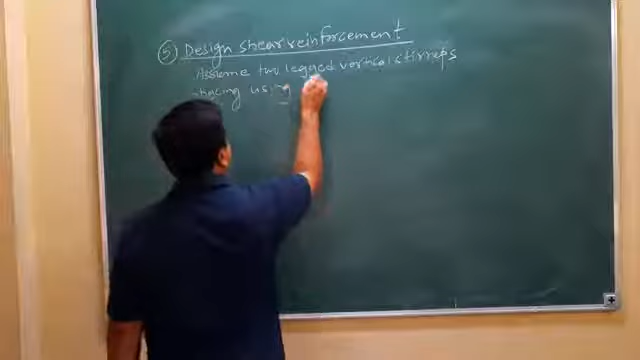 ⑤ Design shear reinforcement
Assume two legged vertical stirrups
spacing using